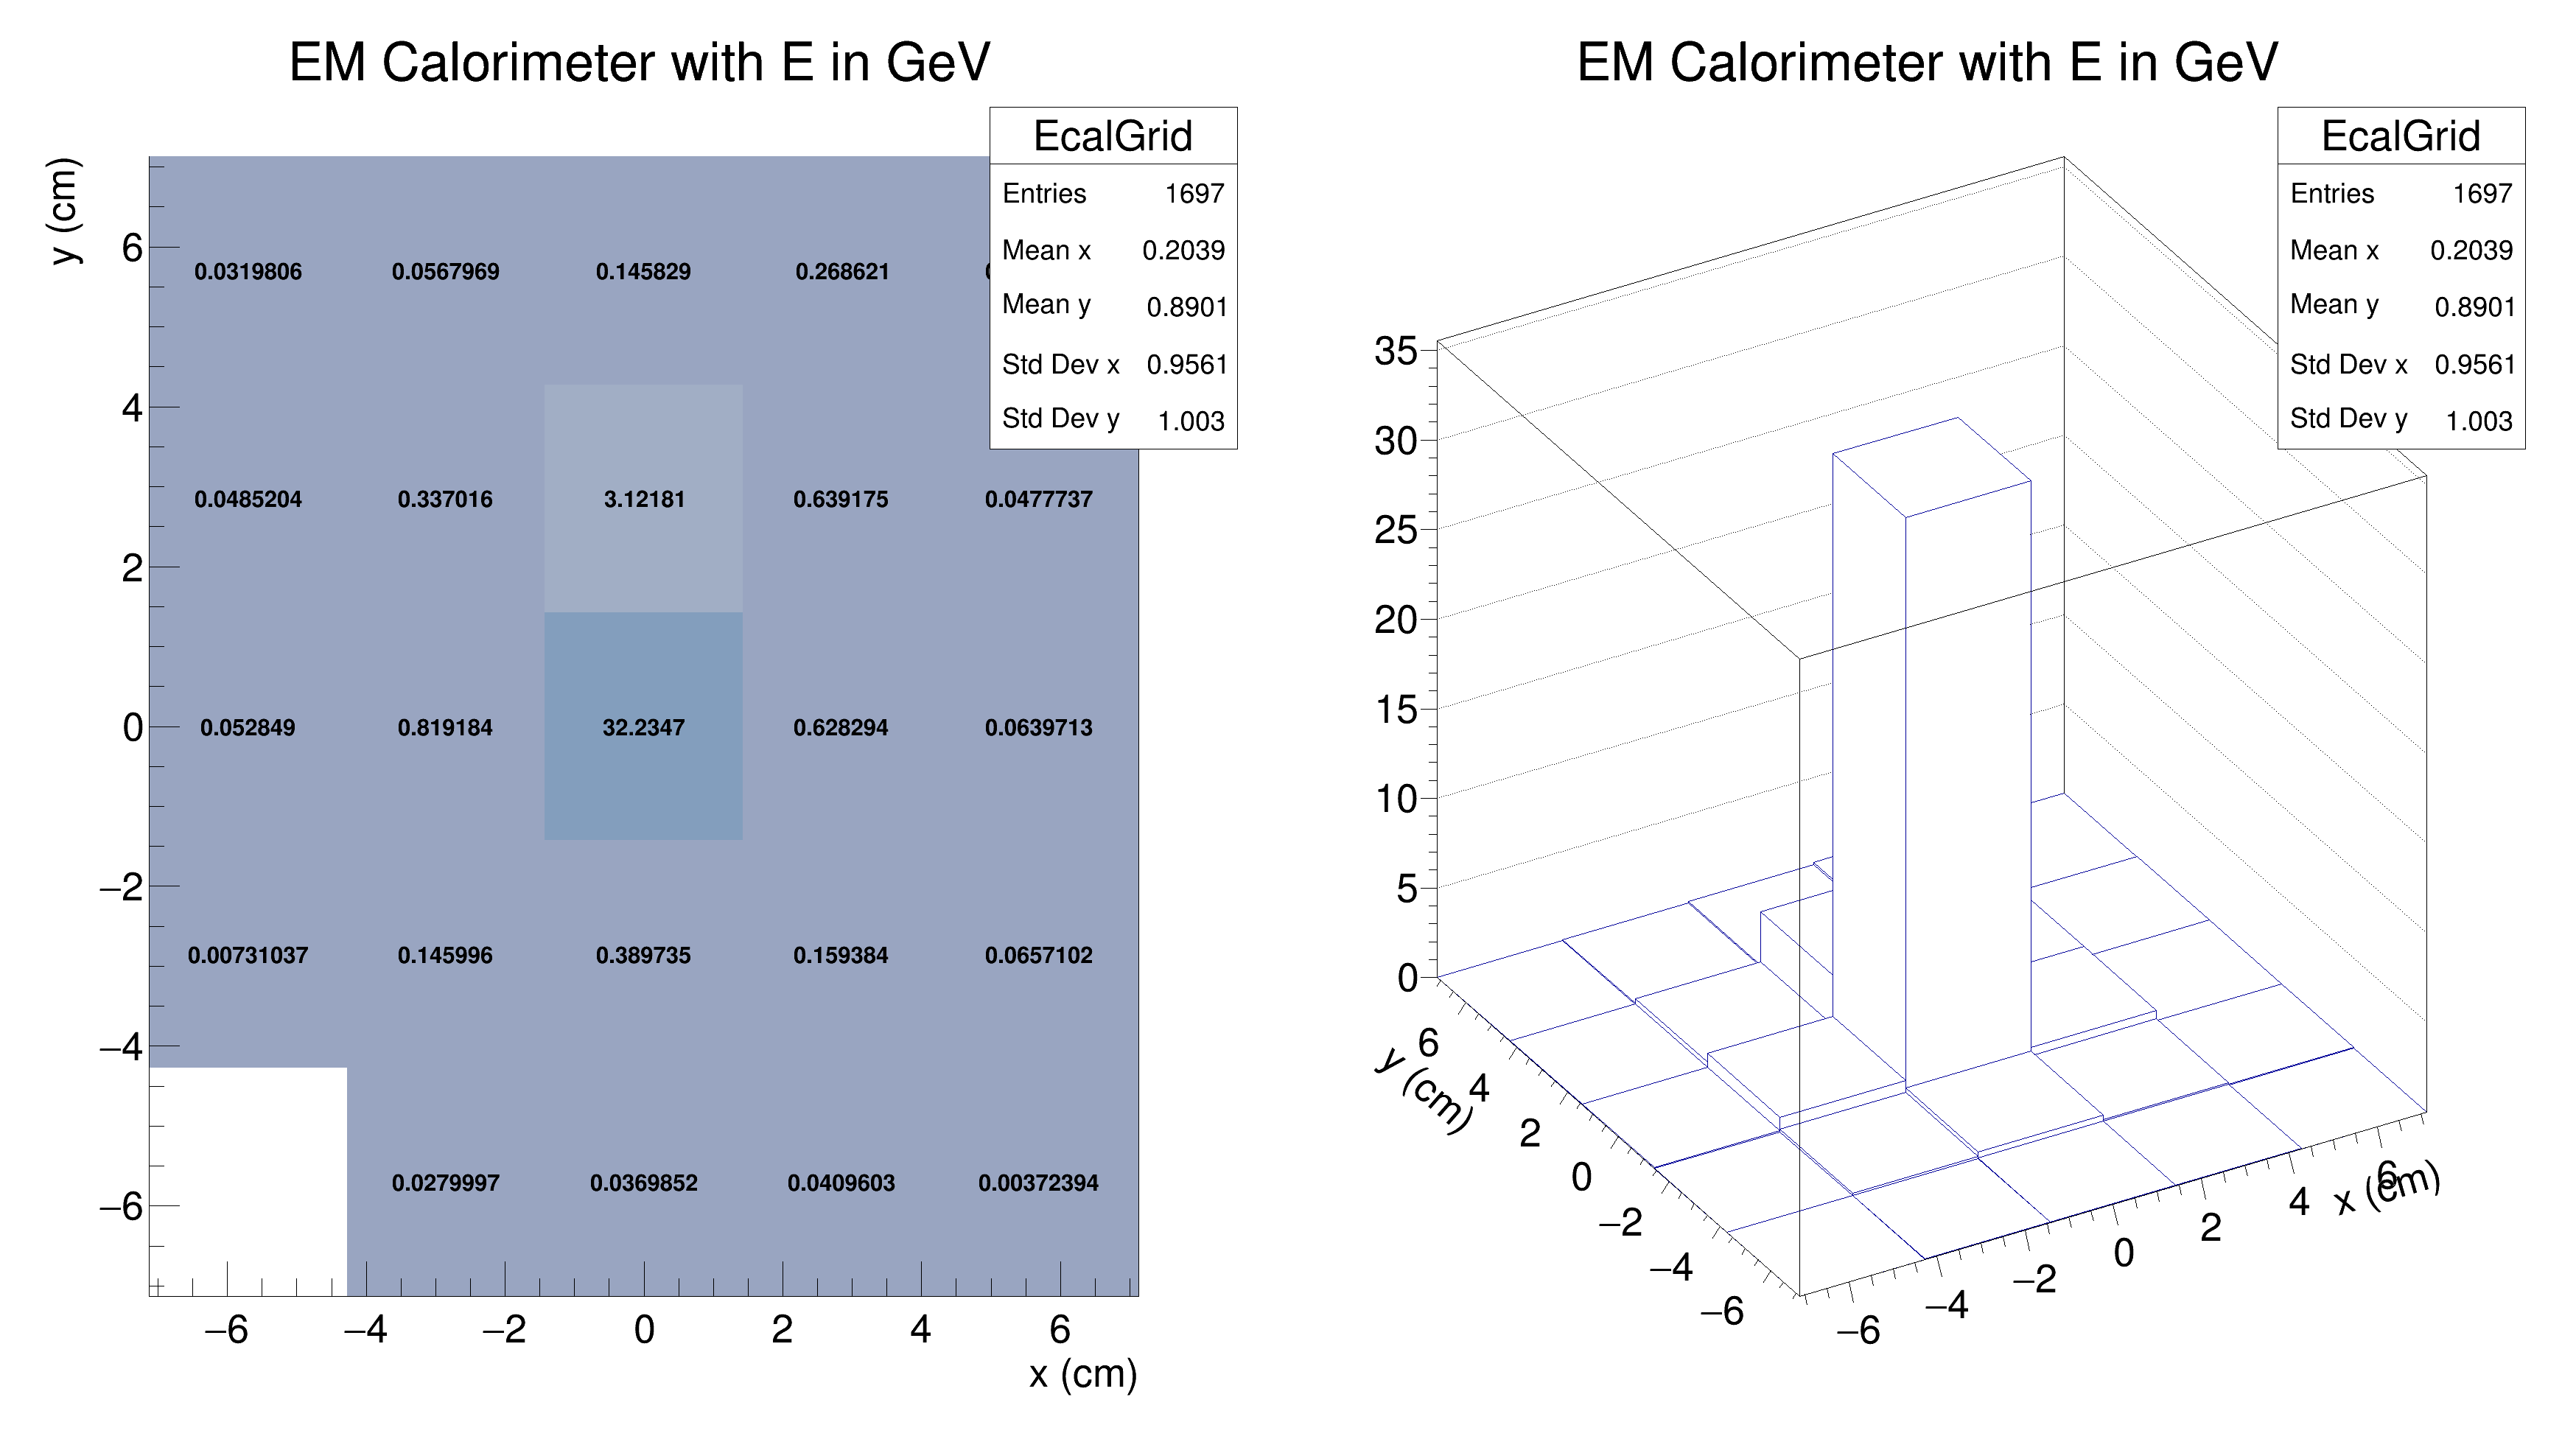 EM Calorimeter with E in GeV
EcalGrid
Entries 1697
Mean x 0.2039
Mean y 0.8901
Std Dev x 0.9561
Std Dev y 1.003
y (cm)
6
4
2
0
−2
−4
−6
0.0319806 0.0567969 0.145829 0.268621
0.0485204 0.337016 3.12181 0.639175 0.0477737
0.052849 0.819184 32.2347 0.628294 0.0639713
0.00731037 0.145996 0.389735 0.159384 0.0657102
0.0279997 0.0369852 0.0409603 0.00372394
−6 −4 −2 0 2 4 6
x (cm)
EM Calorimeter with E in GeV
EcalGrid
Entries 1697
Mean x 0.2039
Mean y 0.8901
Std Dev x 0.9561
Std Dev y 1.003
35
30
25
20
15
10
5
0
y (cm)
6
4
2
0
−2
−4
−6
−6
−4
−2
0
2
4
6
x (cm)